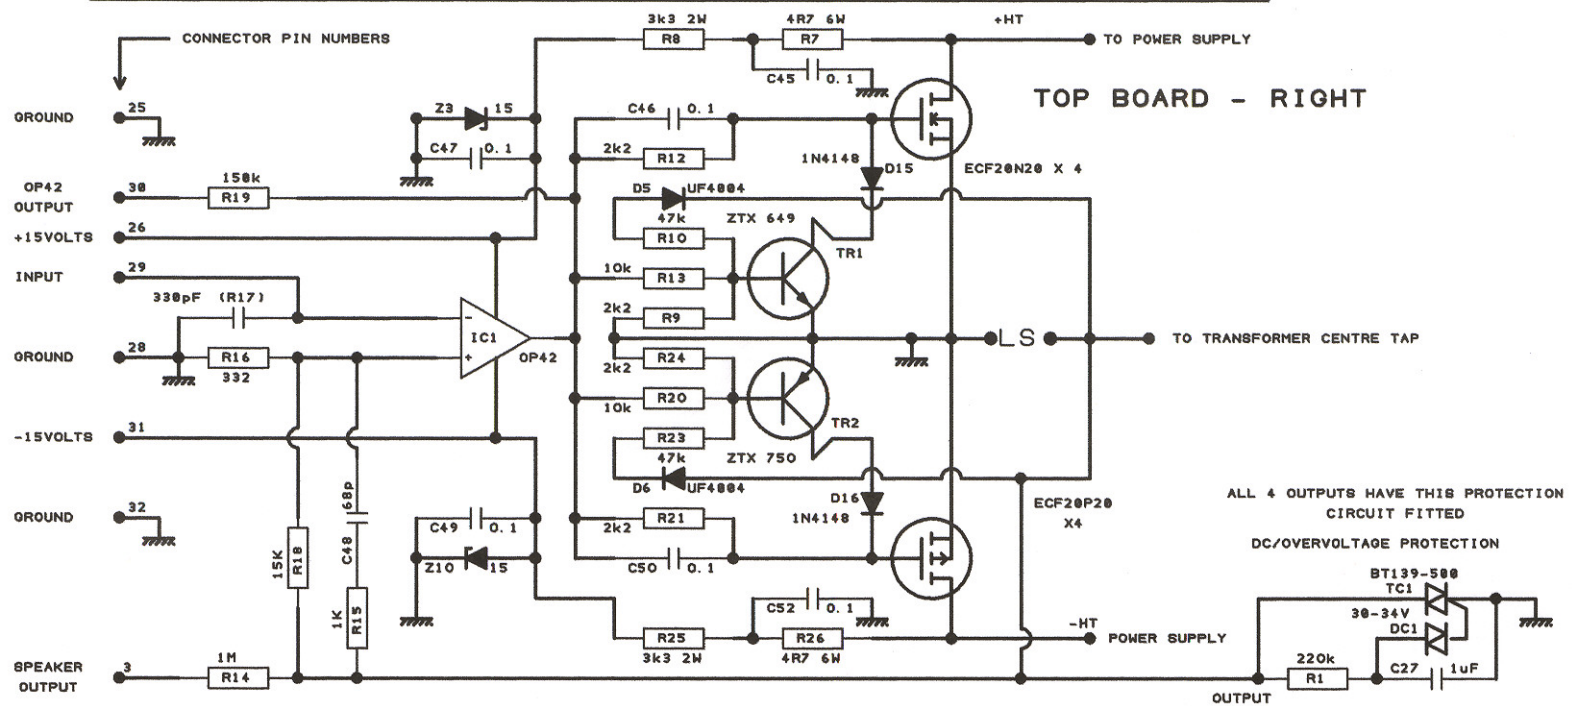 3k3 2W
4R7 6W
+HT
CONNECTOR PIN NUMBERS
R8
R7
TO POWER SUPPLY
C45
0.1
TOP BOARD - RIGHT
GROUND
25
Z3
15
C46
0.1
C47
0.1
2k2
R12
1N4148
D15
ECF20N20 X 4
OP42
OUTPUT
30
150k
R19
D5
UF4004
47k
ZTX 649
+15VOLTS
26
R10
TR1
INPUT
29
10k
R13
330pF
(R17)
2k2
R9
IC1
-
+
OP42
LS
TO TRANSFORMER CENTRE TAP
GROUND
28
R16
332
R24
2k2
10k
R20
-15VOLTS
31
R23
47k
TR2
ZTX 750
D6
UF4004
68p
C48
D16
1N4148
ECF20P20
X4
ALL 4 OUTPUTS HAVE THIS PROTECTION
CIRCUIT FITTED
GROUND
32
C49
0.1
2k2
R21
DC/OVERVOLTAGE PROTECTION
15K
R18
Z10
15
C50
0.1
BT139-500
TC1
1K
R15
C52
0.1
30-34V
DC1
R25
3k3 2W
R26
4R7 6W
-HT
POWER SUPPLY
SPEAKER
OUTPUT
3
1M
R14
220k
R1
C27
1uF
OUTPUT